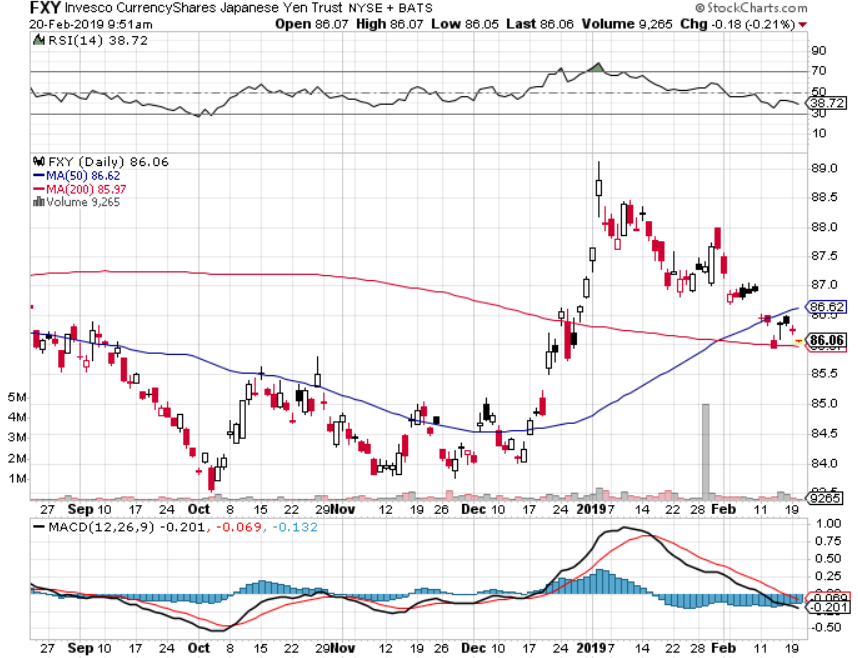 FXY Invesco CurrencyShares Japanese Yen Trust NYSE + BATS © StockCharts.com
20-Feb-2019 9:51am Open 86.07 High 86.07 Low 86.05 Last 86.06 Volume 9,265 Chg -0.18 (-0.21%)
RSI(14) 38.72
90
70
50
38.72
30
10
FXY (Daily) 86.06
MA(50) 86.62
MA(200) 85.97
Volume 9,265
89.0
88.5
88.0
87.5
87.0
86.62
86.06
85.5
85.0
84.5
84.0
5M
4M
3M
2M
1M
9265
27 Sep 10 17 24 Oct 8 15 22 29 Nov 12 19 26 Dec 10 17 24 2019 7 14 22 28 Feb 11 19
MACD(12,26,9) -0.201, -0.069, -0.132
1.00
0.75
0.50
0.25
-0.069
-0.201
-0.50
27 Sep 10 17 24 Oct 8 15 22 29 Nov 12 19 26 Dec 10 17 24 2019 7 14 22 28 Feb 11 19